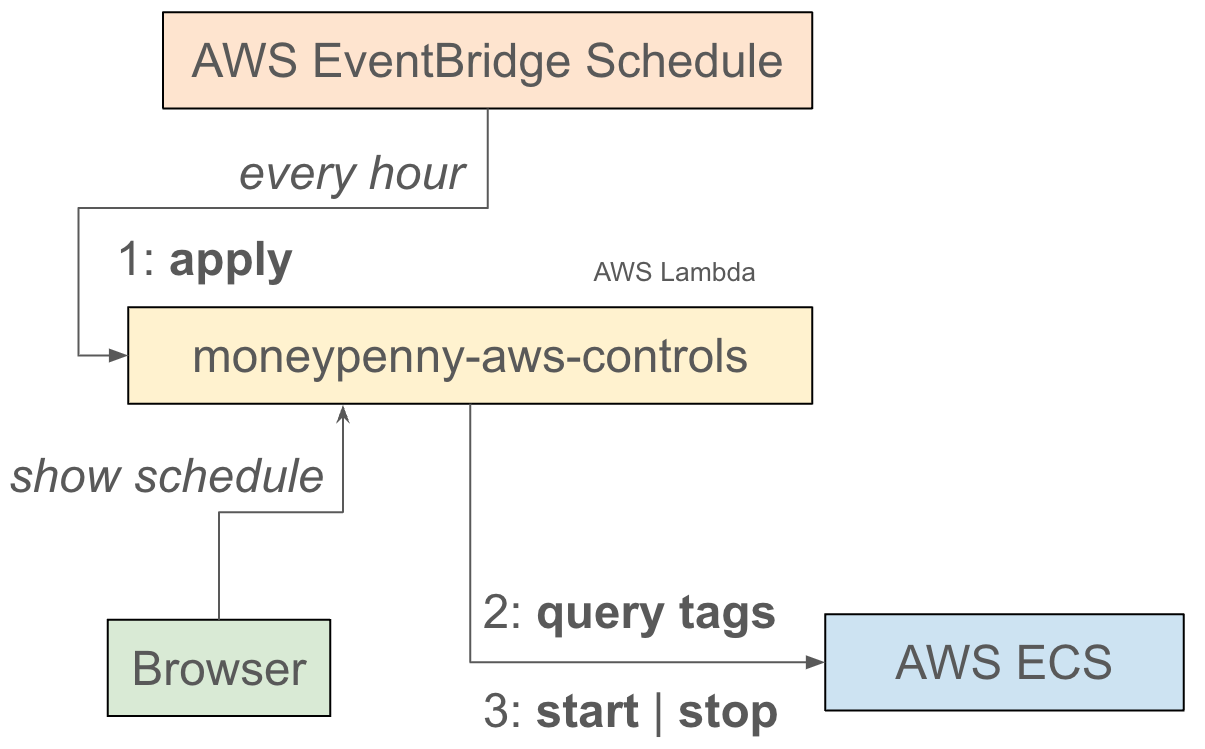 AWS EventBridge Schedule
every hour
1: apply
AWS Lambda
moneypenny-aws-controls
show schedule
2: query tags
Browser
AWS ECS
3: start | stop